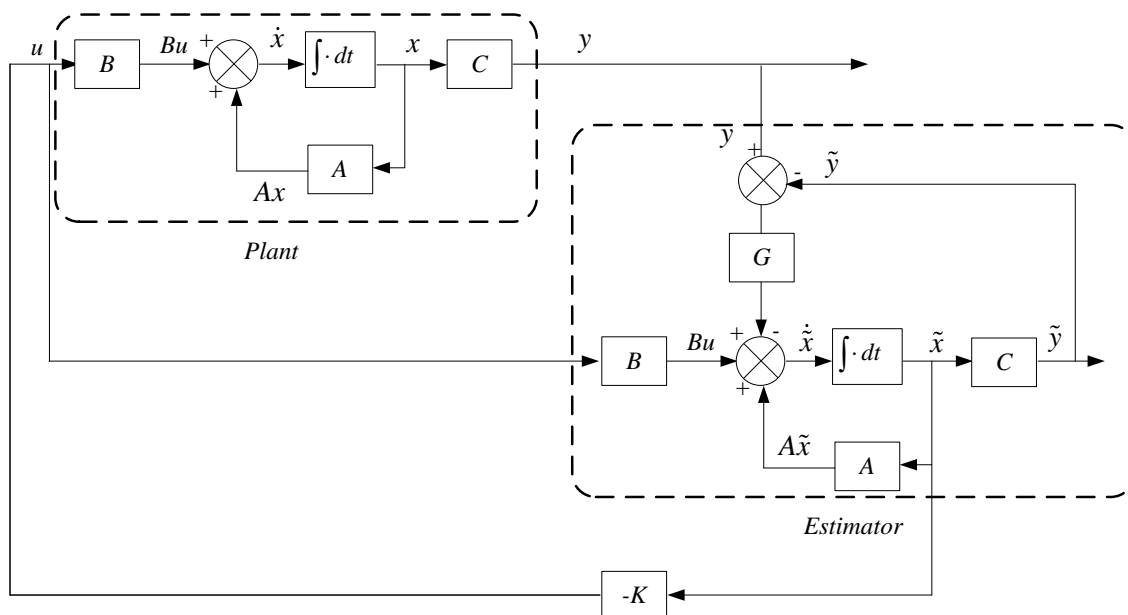 u B Bu + ẋ ∫· dt x C y
+
A
Ax
Plant
y + ỹ
-
G
B Bu + - x̃̇ ∫· dt x̃ C ỹ
+
Ax̃ A
Estimator
-K